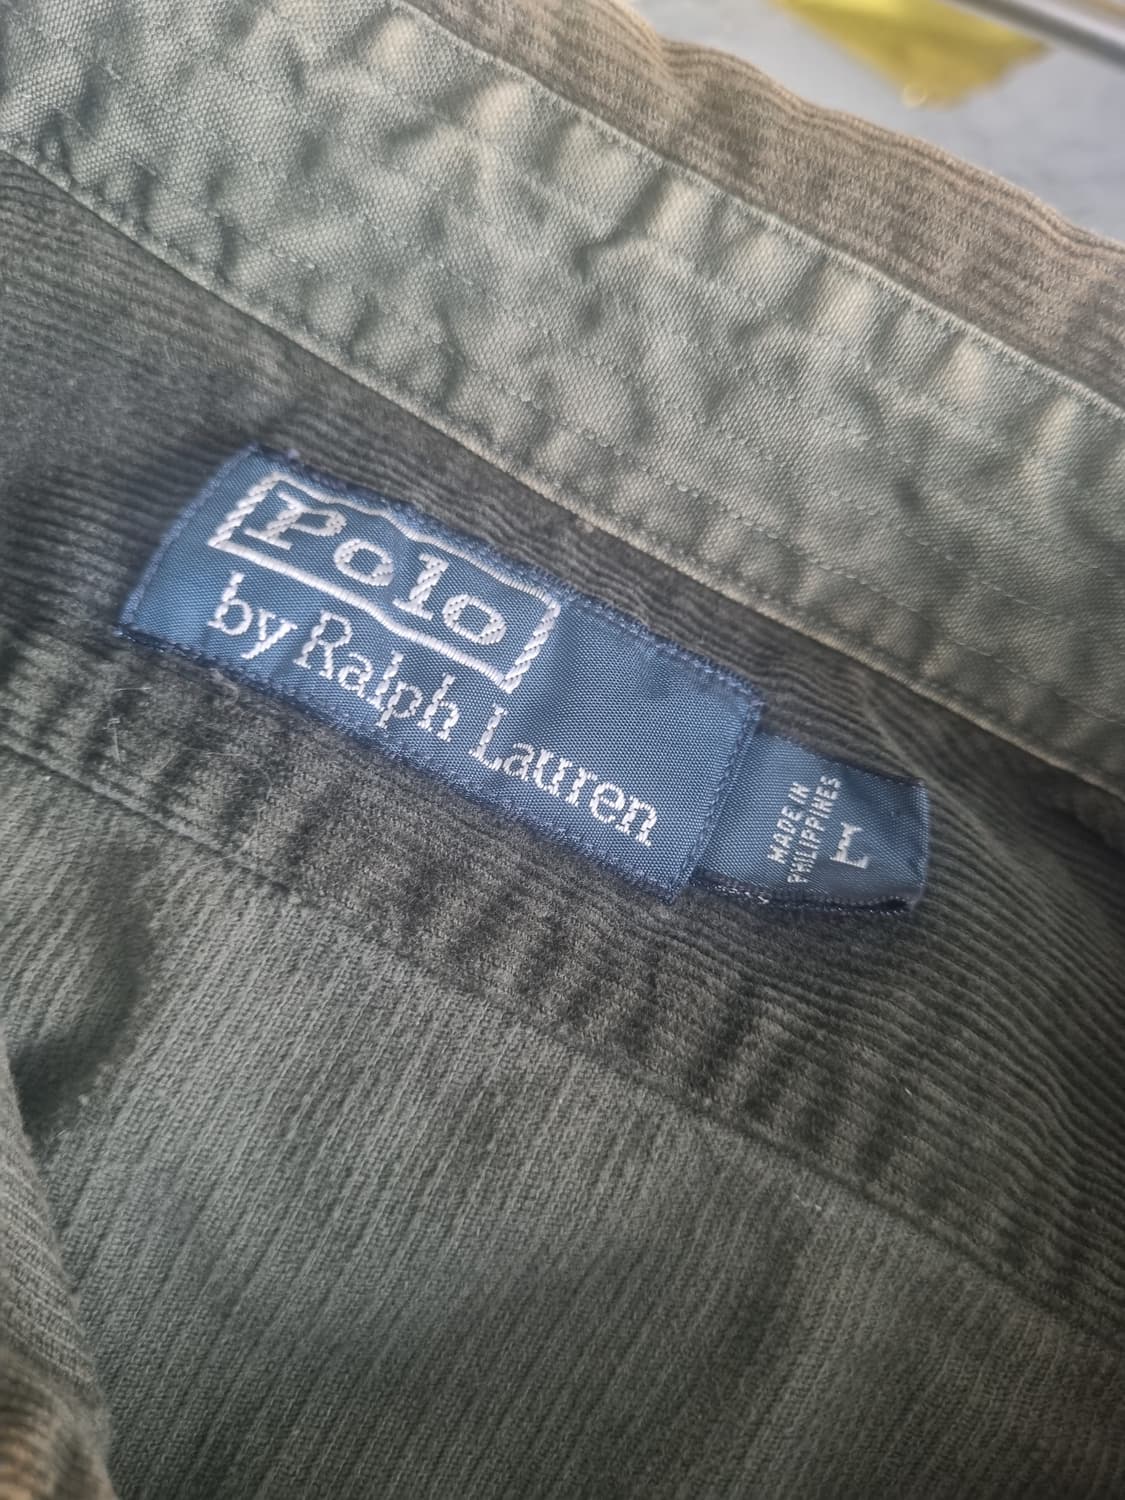 Polo
by Ralph Lauren
MADE IN
PHILIPPINES
L